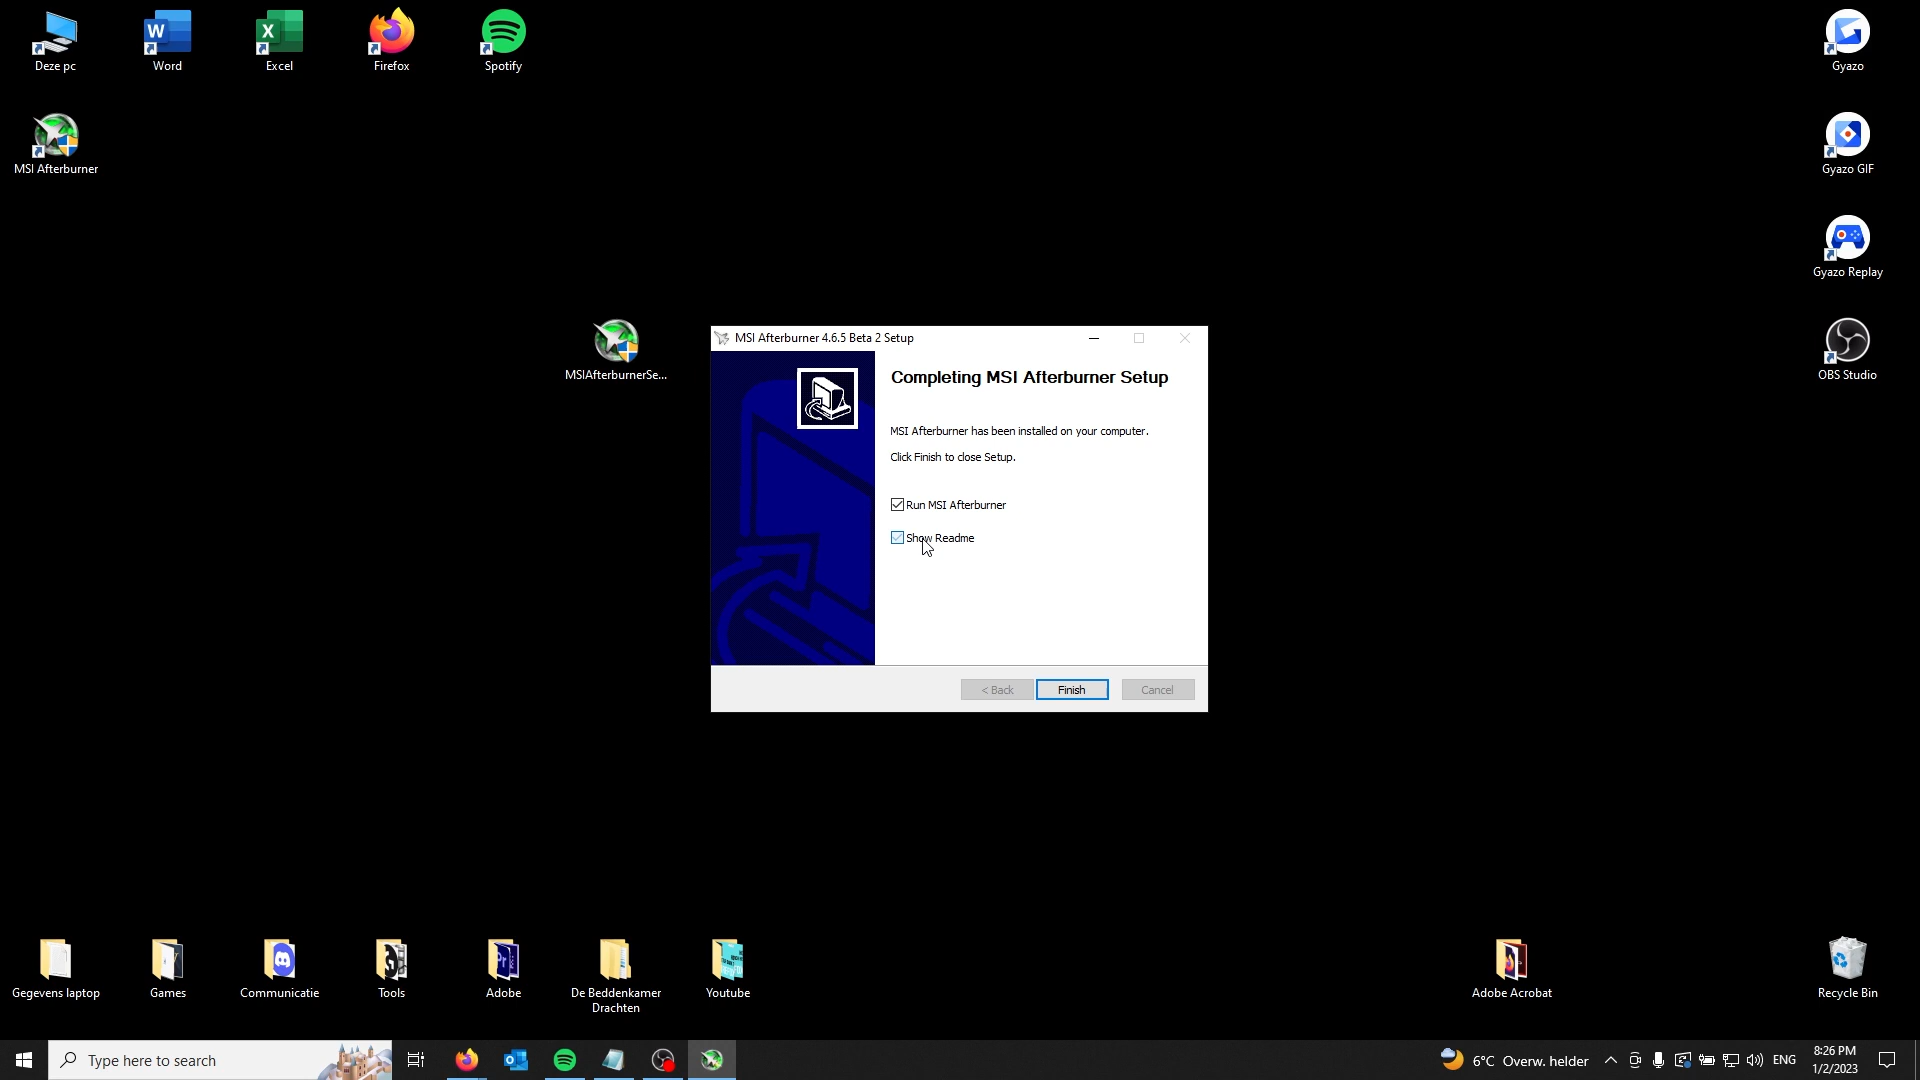 Deze pc
Word
Excel
Firefox
Spotify
Gyazo
MSI Afterburner
Gyazo GIF
Gyazo Replay
MSIAfterburnerSe...
OBS Studio
MSI Afterburner 4.6.5 Beta 2 Setup
Completing MSI Afterburner Setup
MSI Afterburner has been installed on your computer.
Click Finish to close Setup.
Run MSI Afterburner
Show Readme
< Back
Finish
Cancel
Gegevens laptop
Games
Communicatie
Tools
Adobe
De Beddenkamer
Drachten
Youtube
Adobe Acrobat
Recycle Bin
Type here to search
6°C Overw. helder
ENG
8:26 PM
1/2/2023